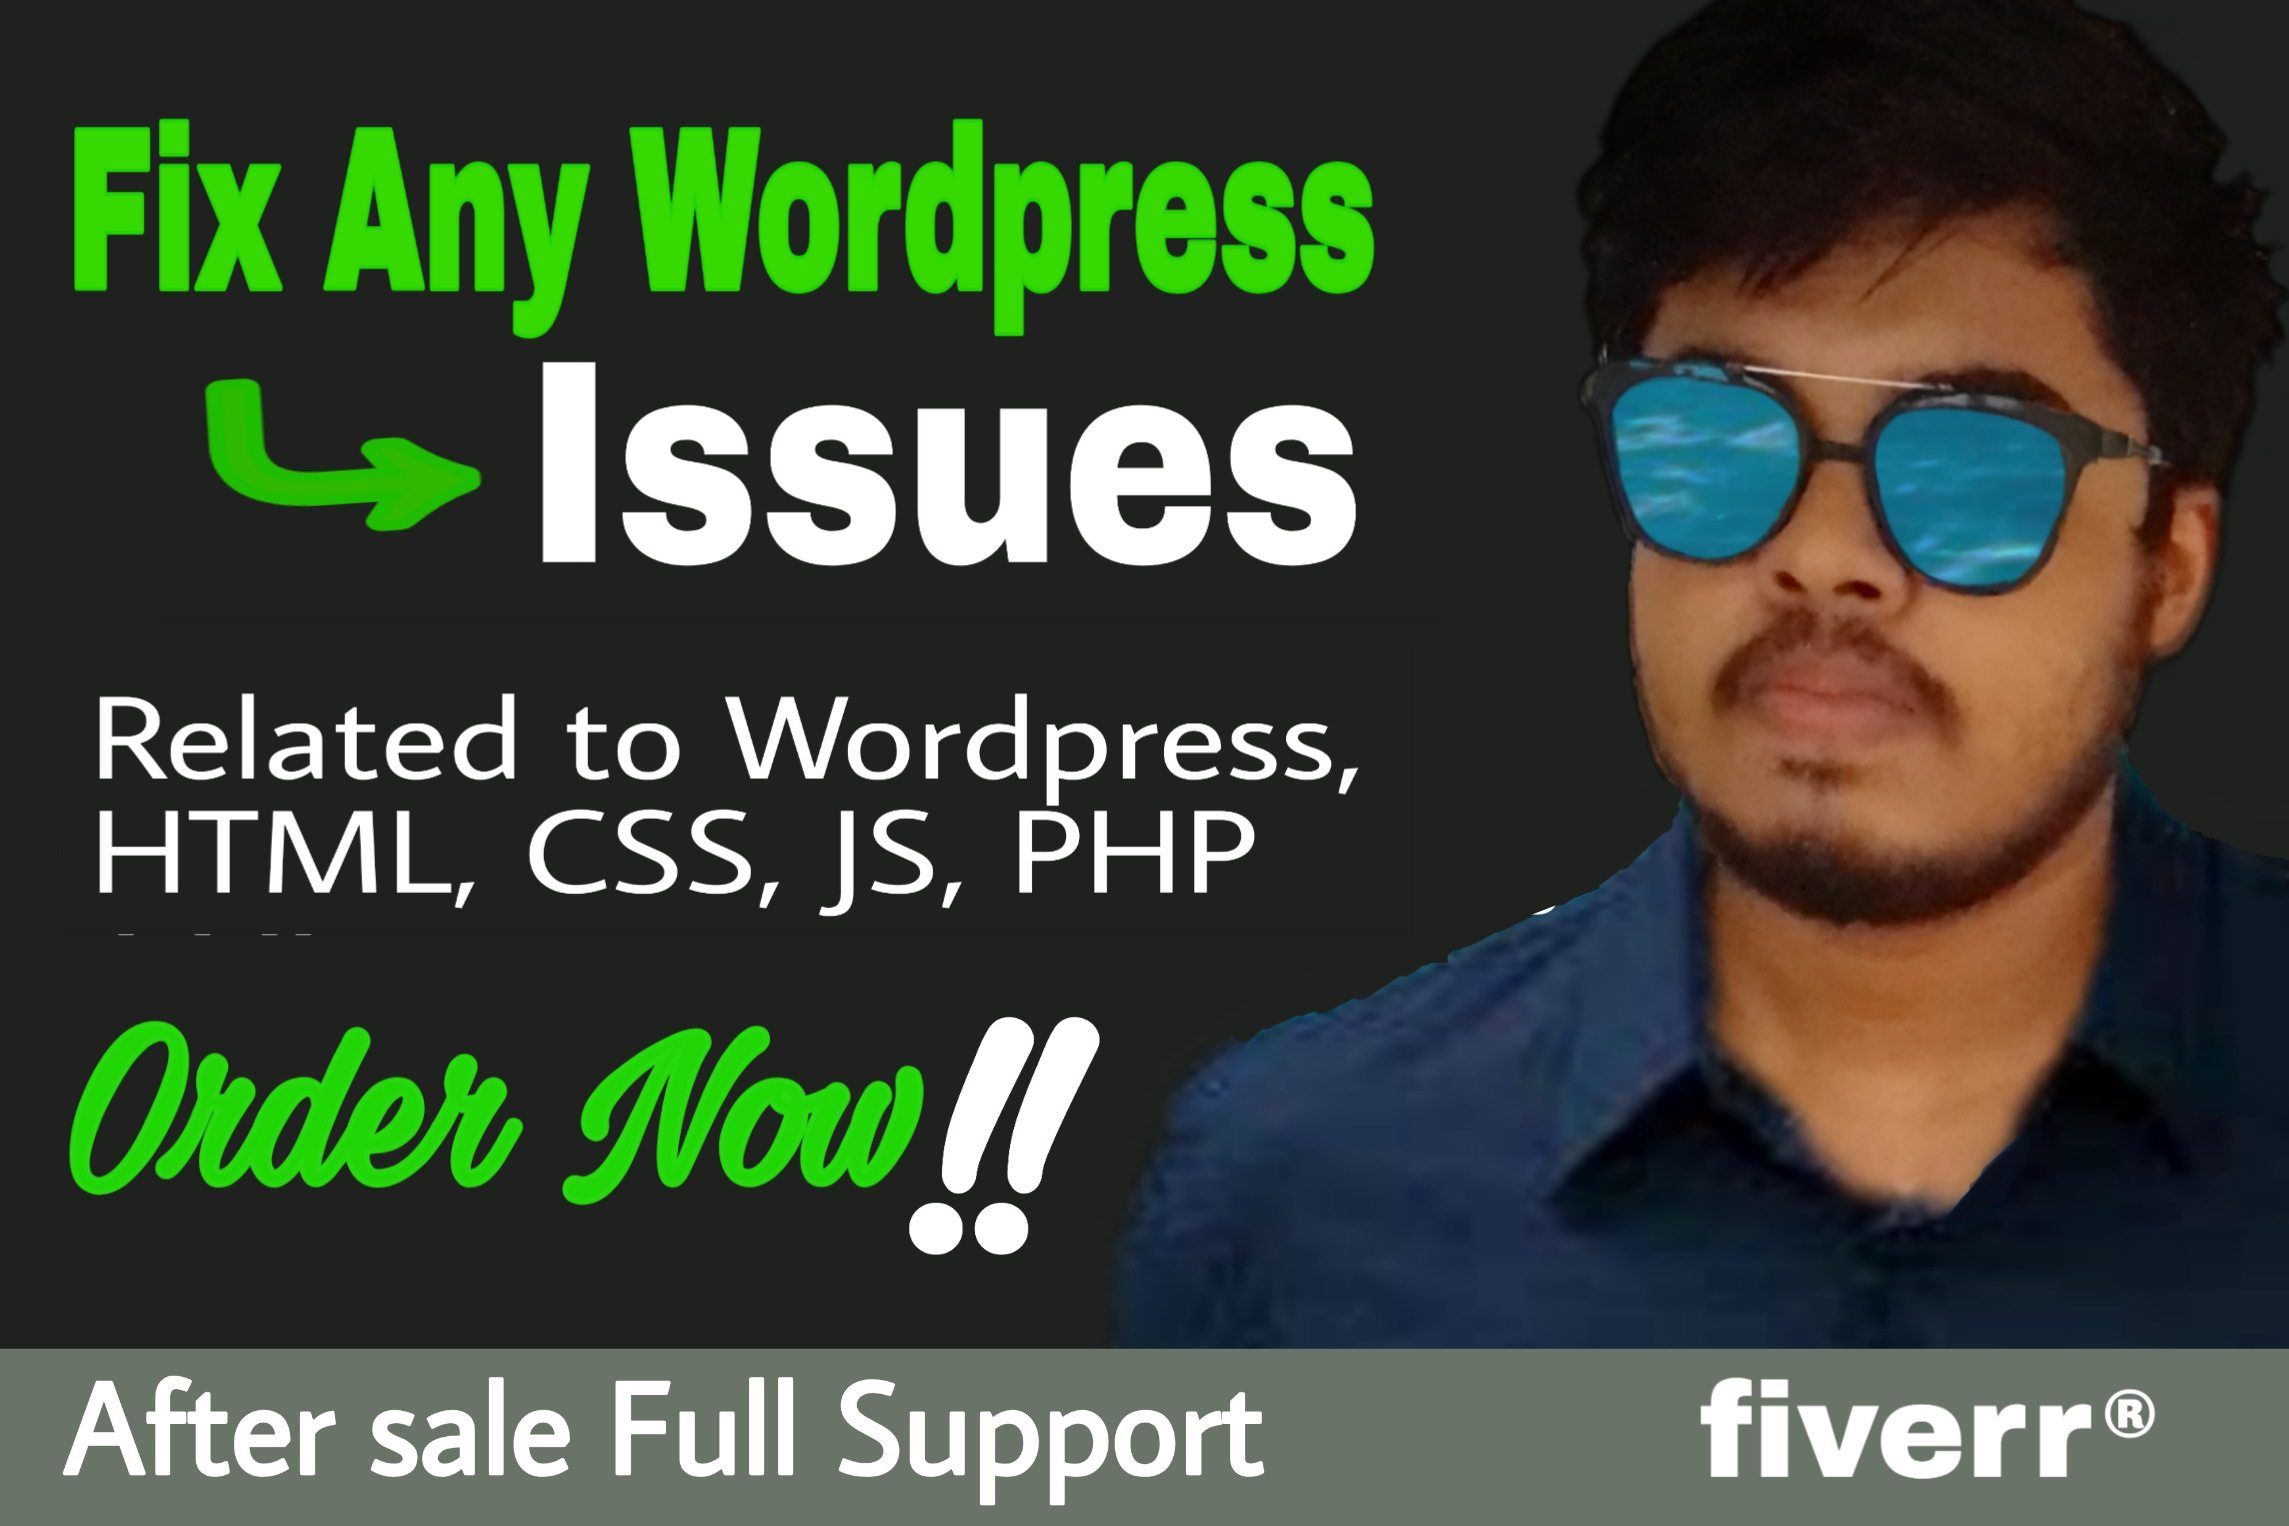 Fix Any Wordpress
Issues
Related to Wordpress,
HTML, CSS, JS, PHP
Order Now!!
After sale Full Support
fiverr®